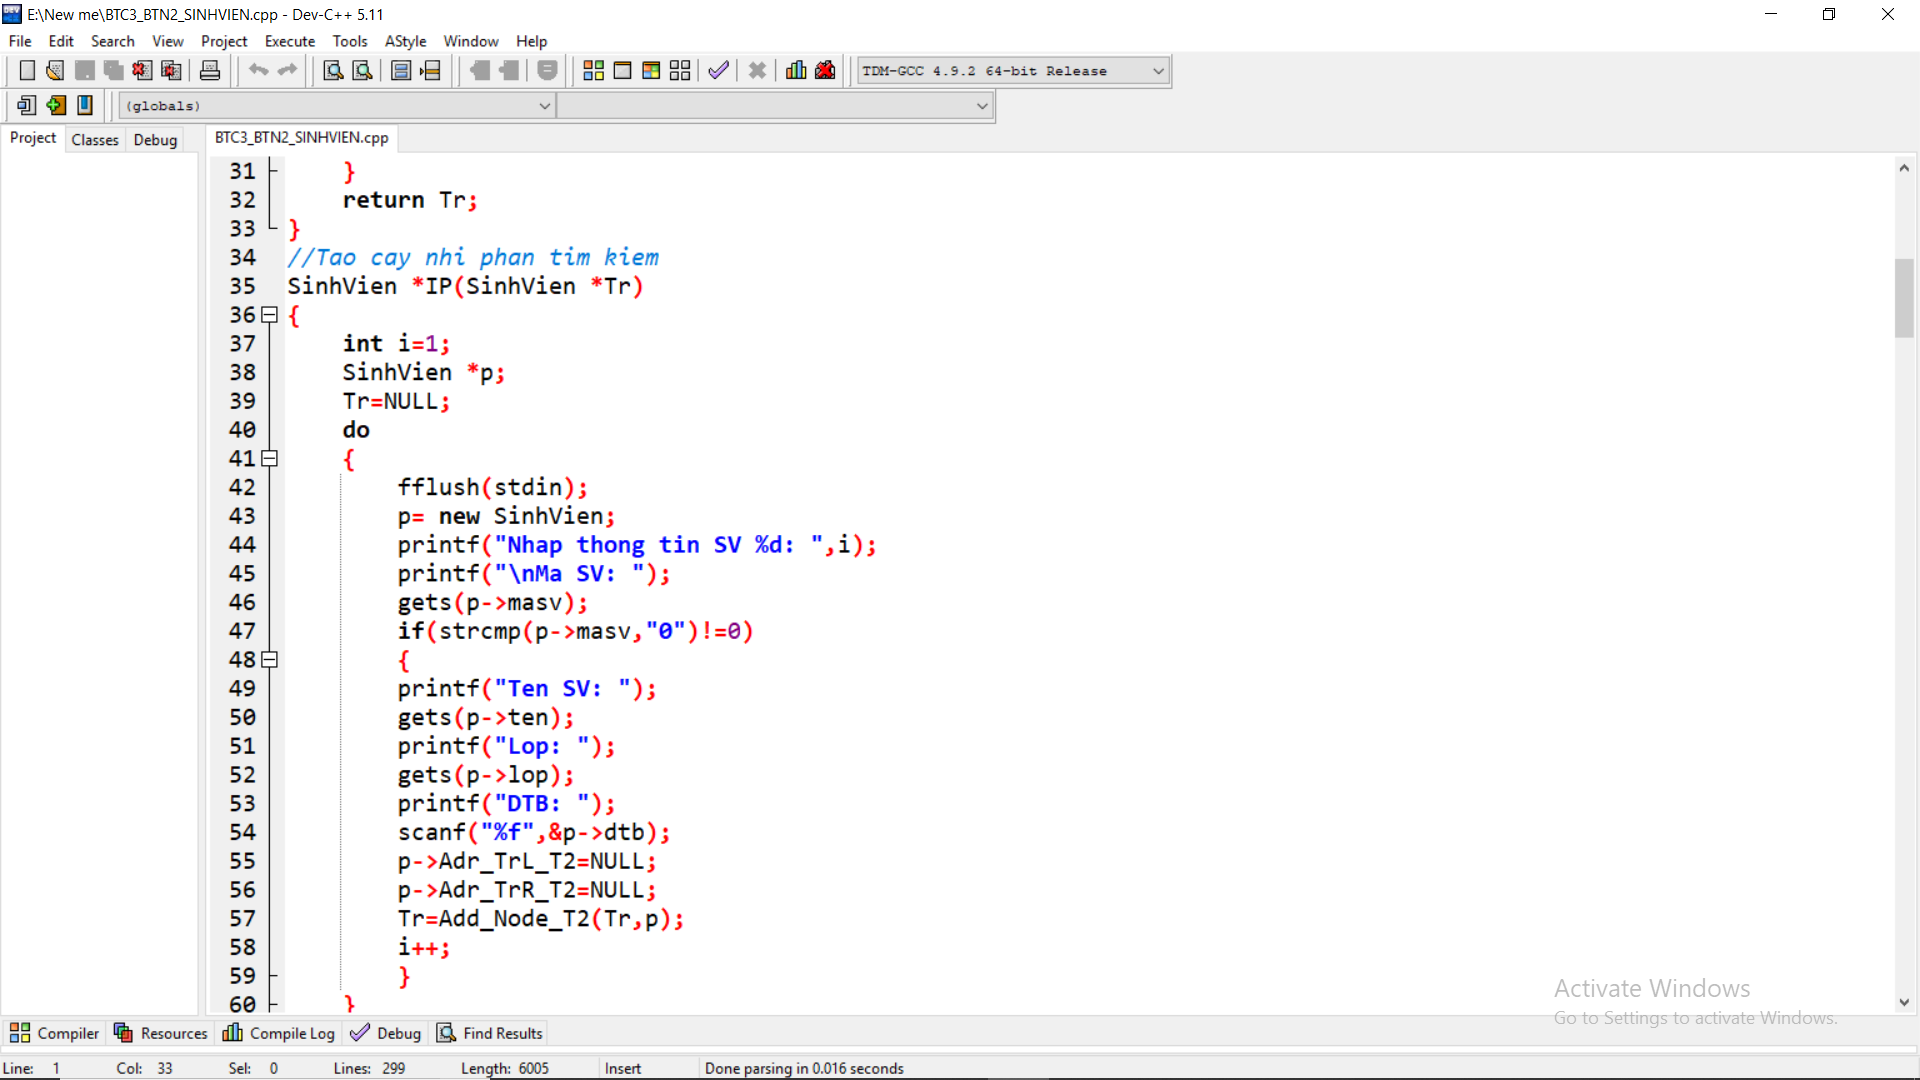 E:\New me\BTC3_BTN2_SINHVIEN.cpp - Dev-C++ 5.11
File Edit Search View Project Execute Tools AStyle Window Help
TDM-GCC 4.9.2 64-bit Release
(globals)
Project Classes Debug BTC3_BTN2_SINHVIEN.cpp
31 }
32 return Tr;
33 }
34 //Tao cay nhi phan tim kiem
35 SinhVien *IP(SinhVien *Tr)
36 {
37 int i=1;
38 SinhVien *p;
39 Tr=NULL;
40 do
41 {
42 fflush(stdin);
43 p= new SinhVien;
44 printf("Nhap thong tin SV %d: ",i);
45 printf("\nMa SV: ");
46 gets(p->masv);
47 if(strcmp(p->masv,"0")!=0)
48 {
49 printf("Ten SV: ");
50 gets(p->ten);
51 printf("Lop: ");
52 gets(p->lop);
53 printf("DTB: ");
54 scanf("%f",&p->dtb);
55 p->Adr_TrL_T2=NULL;
56 p->Adr_TrR_T2=NULL;
57 Tr=Add_Node_T2(Tr,p);
58 i++;
59 }
60 }
Activate Windows
Go to Settings to activate Windows.
Compiler Resources Compile Log Debug Find Results
Line: 1 Col: 33 Sel: 0 Lines: 299 Length: 6005 Insert Done parsing in 0.016 seconds